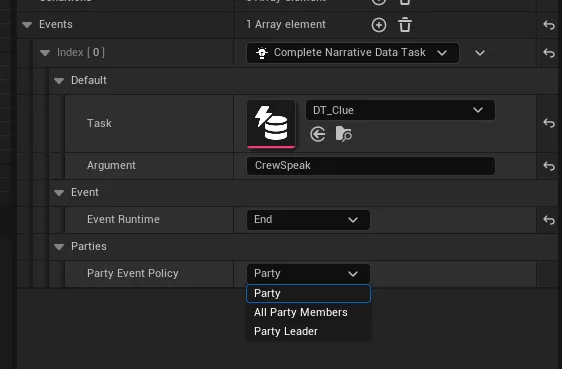 Events
1 Array element
Index [ 0 ]
Complete Narrative Data Task
Default
Task
DT_Clue
Argument
CrewSpeak
Event
Event Runtime
End
Parties
Party Event Policy
Party
Party
All Party Members
Party Leader